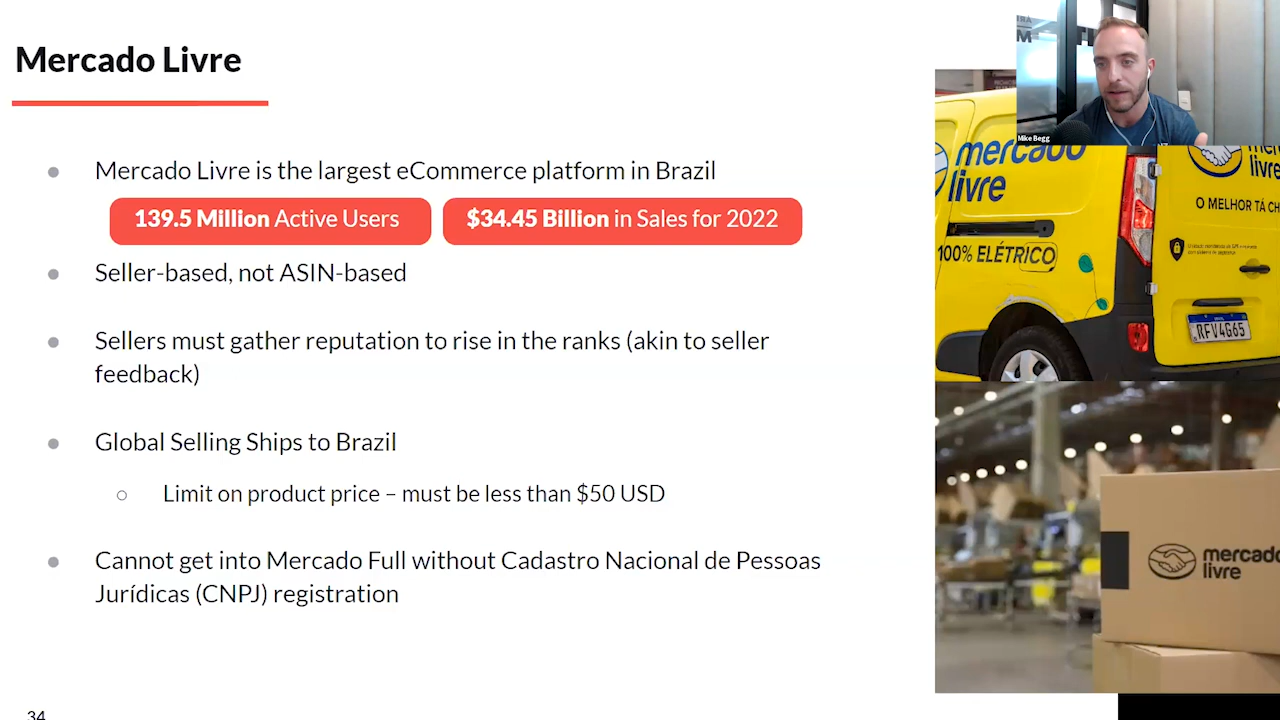 Mercado Livre
Mercado Livre is the largest eCommerce platform in Brazil
139.5 Million Active Users
$34.45 Billion in Sales for 2022
Seller-based, not ASIN-based
Sellers must gather reputation to rise in the ranks (akin to seller
feedback)
Global Selling Ships to Brazil
Limit on product price – must be less than $50 USD
Cannot get into Mercado Full without Cadastro Nacional de Pessoas
Jurídicas (CNPJ) registration
34
Mike Begg
mercado
livre
100% ELÉTRICO
livre
O MELHOR TÁ CH
RFV4G65
mercado
livre